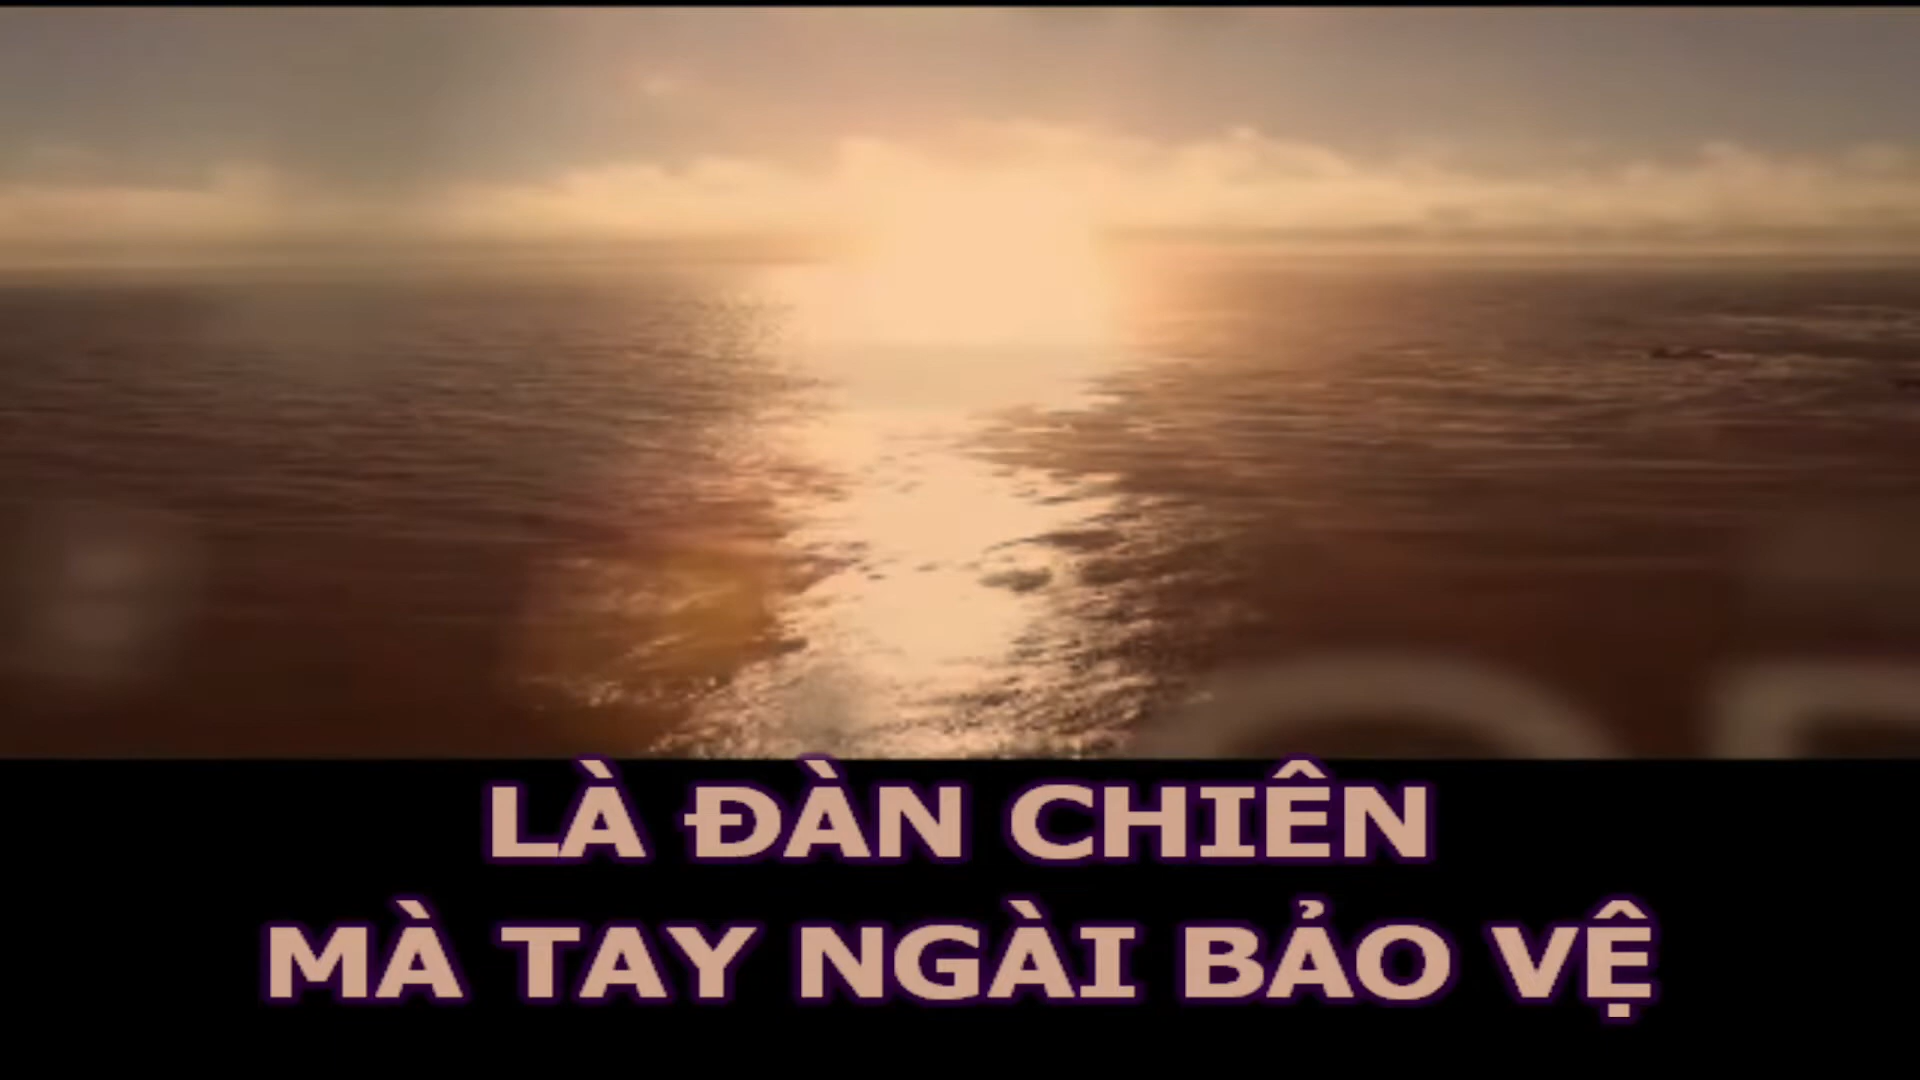 LÀ ĐÀN CHIÊN
MÀ TAY NGÀI BẢO VỆ